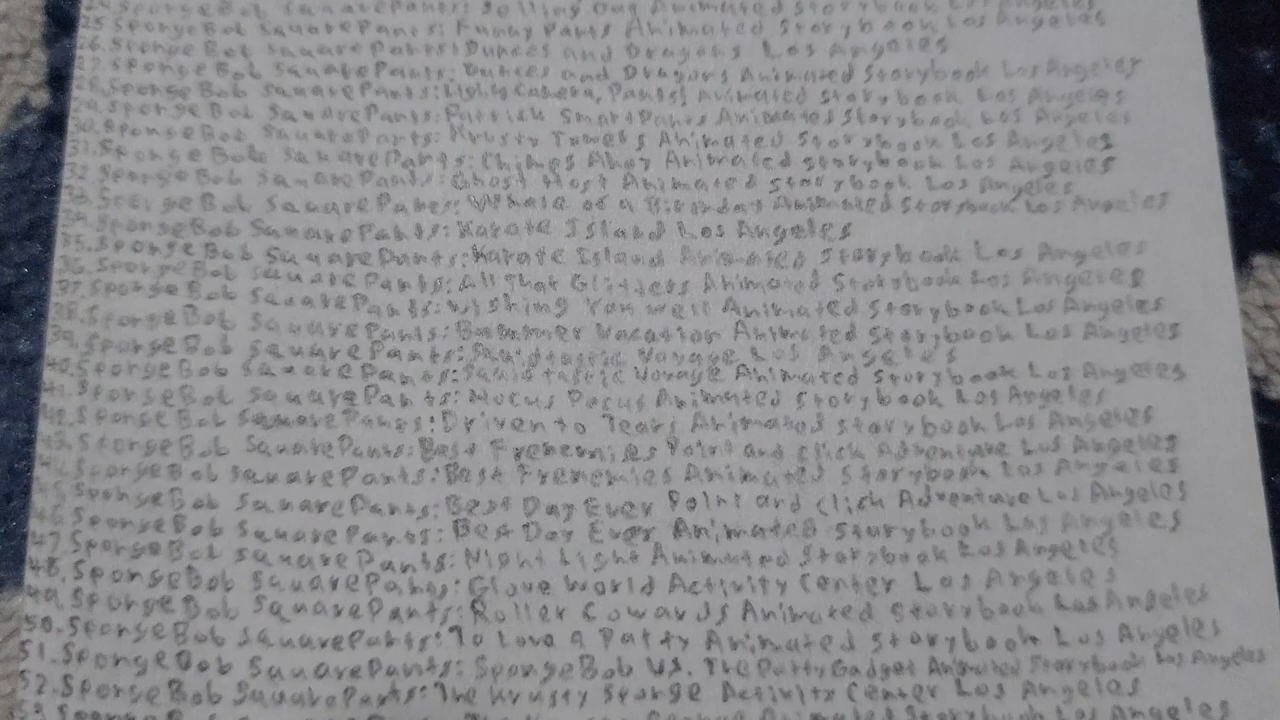 SpongeBob SquarePants: Selling Out Animated Storybook Los Angeles
25. SpongeBob SquarePants: Funny Pants Animated Storybook Los Angeles
26. SpongeBob SquarePants: Dunces and Dragons Los Angeles
27. SpongeBob SquarePants: Dunces and Dragons Animated Storybook Los Angeles
28. SpongeBob SquarePants: Lights, Camera, Pants! Animated Storybook Los Angeles
29. SpongeBob SquarePants: Patrick SmartPants Animated Storybook Los Angeles
30. SpongeBob SquarePants: Krusty Towers Animated Storybook Los Angeles
31. SpongeBob SquarePants: Chimps Ahoy Animated Storybook Los Angeles
32. SpongeBob SquarePants: Ghost Host Animated Storybook Los Angeles
33. SpongeBob SquarePants: Whale of a Birthday Animated Storybook Los Angeles
34. SpongeBob SquarePants: Karate Island Los Angeles
35. SpongeBob SquarePants: Karate Island Animated Storybook Los Angeles
36. SpongeBob SquarePants: All That Glitters Animated Storybook Los Angeles
37. SpongeBob SquarePants: Wishing You Well Animated Storybook Los Angeles
38. SpongeBob SquarePants: Bummer Vacation Animated Storybook Los Angeles
39. SpongeBob SquarePants: Squidtastic Voyage Los Angeles
40. SpongeBob SquarePants: Squidtastic Voyage Animated Storybook Los Angeles
41. SpongeBob SquarePants: Hocus Pocus Animated Storybook Los Angeles
42. SpongeBob SquarePants: Driven to Tears Animated Storybook Los Angeles
43. SpongeBob SquarePants: Best Frenemies Point and Click Adventure Los Angeles
44. SpongeBob SquarePants: Best Frenemies Animated Storybook Los Angeles
45. SpongeBob SquarePants: Best Day Ever Point and Click Adventure Los Angeles
46. SpongeBob SquarePants: Best Day Ever Animated Storybook Los Angeles
47. SpongeBob SquarePants: Night Light Animated Storybook Los Angeles
48. SpongeBob SquarePants: Glove World Activity Center Los Angeles
49. SpongeBob SquarePants: Roller Cowards Animated Storybook Los Angeles
50. SpongeBob SquarePants: To Love A Patty Animated Storybook Los Angeles
51. SpongeBob SquarePants: SpongeBob VS. The Patty Gadget Animated Storybook Los Angeles
52. SpongeBob SquarePants: The Krusty Sponge Activity Center Los Angeles